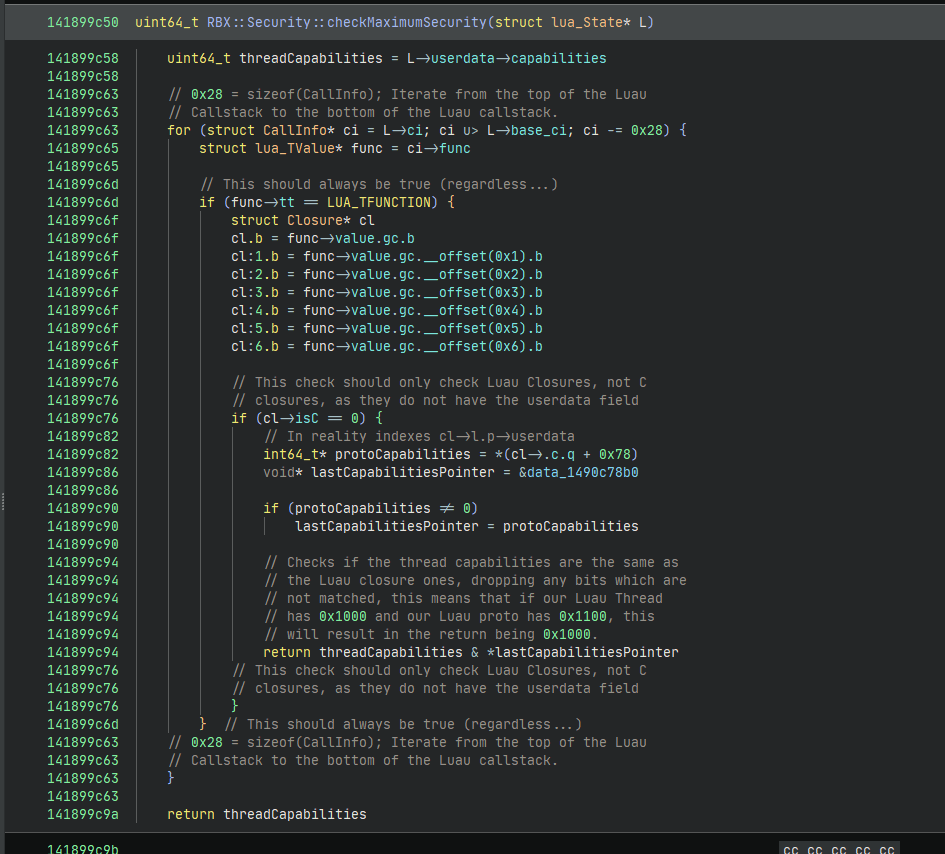 141899c50 uint64_t RBX::Security::checkMaximumSecurity(struct lua_State* L)
141899c58 uint64_t threadCapabilities = L->userdata->capabilities
141899c58
141899c63 // 0x28 = sizeof(CallInfo); Iterate from the top of the Luau
141899c63 // Callstack to the bottom of the Luau callstack.
141899c63 for (struct CallInfo* ci = L->ci; ci u> L->base_ci; ci -= 0x28) {
141899c65 struct lua_TValue* func = ci->func
141899c65
141899c6d // This should always be true (regardless...)
141899c6d if (func->tt == LUA_TFUNCTION) {
141899c6f struct Closure* cl
141899c6f cl.b = func->value.gc.b
141899c6f cl:1.b = func->value.gc.__offset(0x1).b
141899c6f cl:2.b = func->value.gc.__offset(0x2).b
141899c6f cl:3.b = func->value.gc.__offset(0x3).b
141899c6f cl:4.b = func->value.gc.__offset(0x4).b
141899c6f cl:5.b = func->value.gc.__offset(0x5).b
141899c6f cl:6.b = func->value.gc.__offset(0x6).b
141899c6f
141899c76 // This check should only check Luau Closures, not C
141899c76 // closures, as they do not have the userdata field
141899c76 if (cl->isC == 0) {
141899c82 // In reality indexes cl->l.p->userdata
141899c82 int64_t* protoCapabilities = *(cl->.c.q + 0x78)
141899c86 void* lastCapabilitiesPointer = &data_1490c78b0
141899c86
141899c90 if (protoCapabilities != 0)
141899c90 lastCapabilitiesPointer = protoCapabilities
141899c90
141899c94 // Checks if the thread capabilities are the same as
141899c94 // the Luau closure ones, dropping any bits which are
141899c94 // not matched, this means that if our Luau Thread
141899c94 // has 0x1000 and our Luau proto has 0x1100, this
141899c94 // will result in the return being 0x1000.
141899c94 return threadCapabilities & *lastCapabilitiesPointer
141899c76 // This check should only check Luau Closures, not C
141899c76 // closures, as they do not have the userdata field
141899c76 }
141899c6d } // This should always be true (regardless...)
141899c63 // 0x28 = sizeof(CallInfo); Iterate from the top of the Luau
141899c63 // Callstack to the bottom of the Luau callstack.
141899c63 }
141899c63
141899c9a return threadCapabilities
141899c9b cc cc cc cc cc